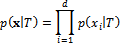 p(𝐱|T) = ∏_{i=1}^{d} p(x_i|T)